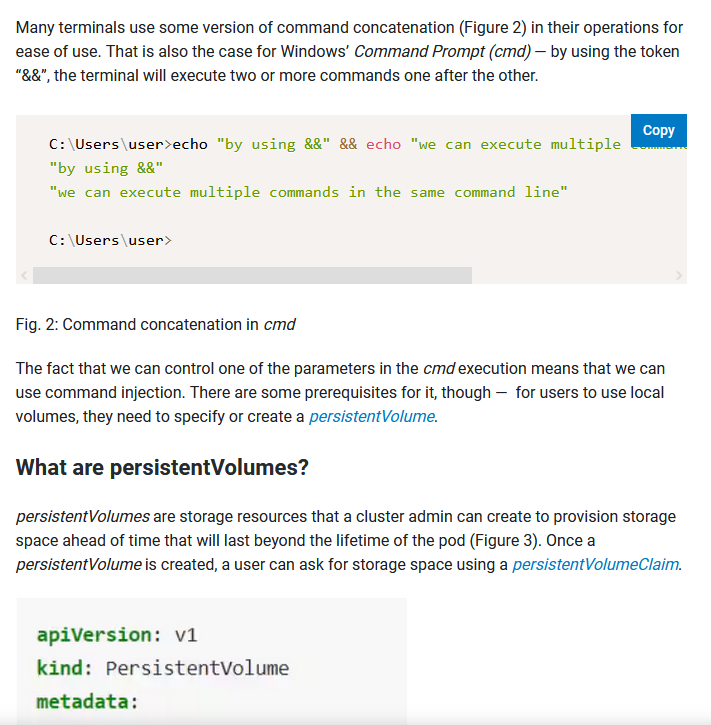 Many terminals use some version of command concatenation (Figure 2) in their operations for
ease of use. That is also the case for Windows’ Command Prompt (cmd) — by using the token
“&&”, the terminal will execute two or more commands one after the other.
Copy
C:\Users\user>echo "by using &&" && echo "we can execute multiple
"by using &&"
"we can execute multiple commands in the same command line"
C:\Users\user>
Fig. 2: Command concatenation in cmd
The fact that we can control one of the parameters in the cmd execution means that we can
use command injection. There are some prerequisites for it, though — for users to use local
volumes, they need to specify or create a persistentVolume.
What are persistentVolumes?
persistentVolumes are storage resources that a cluster admin can create to provision storage
space ahead of time that will last beyond the lifetime of the pod (Figure 3). Once a
persistentVolume is created, a user can ask for storage space using a persistentVolumeClaim.
apiVersion: v1
kind: PersistentVolume
metadata: